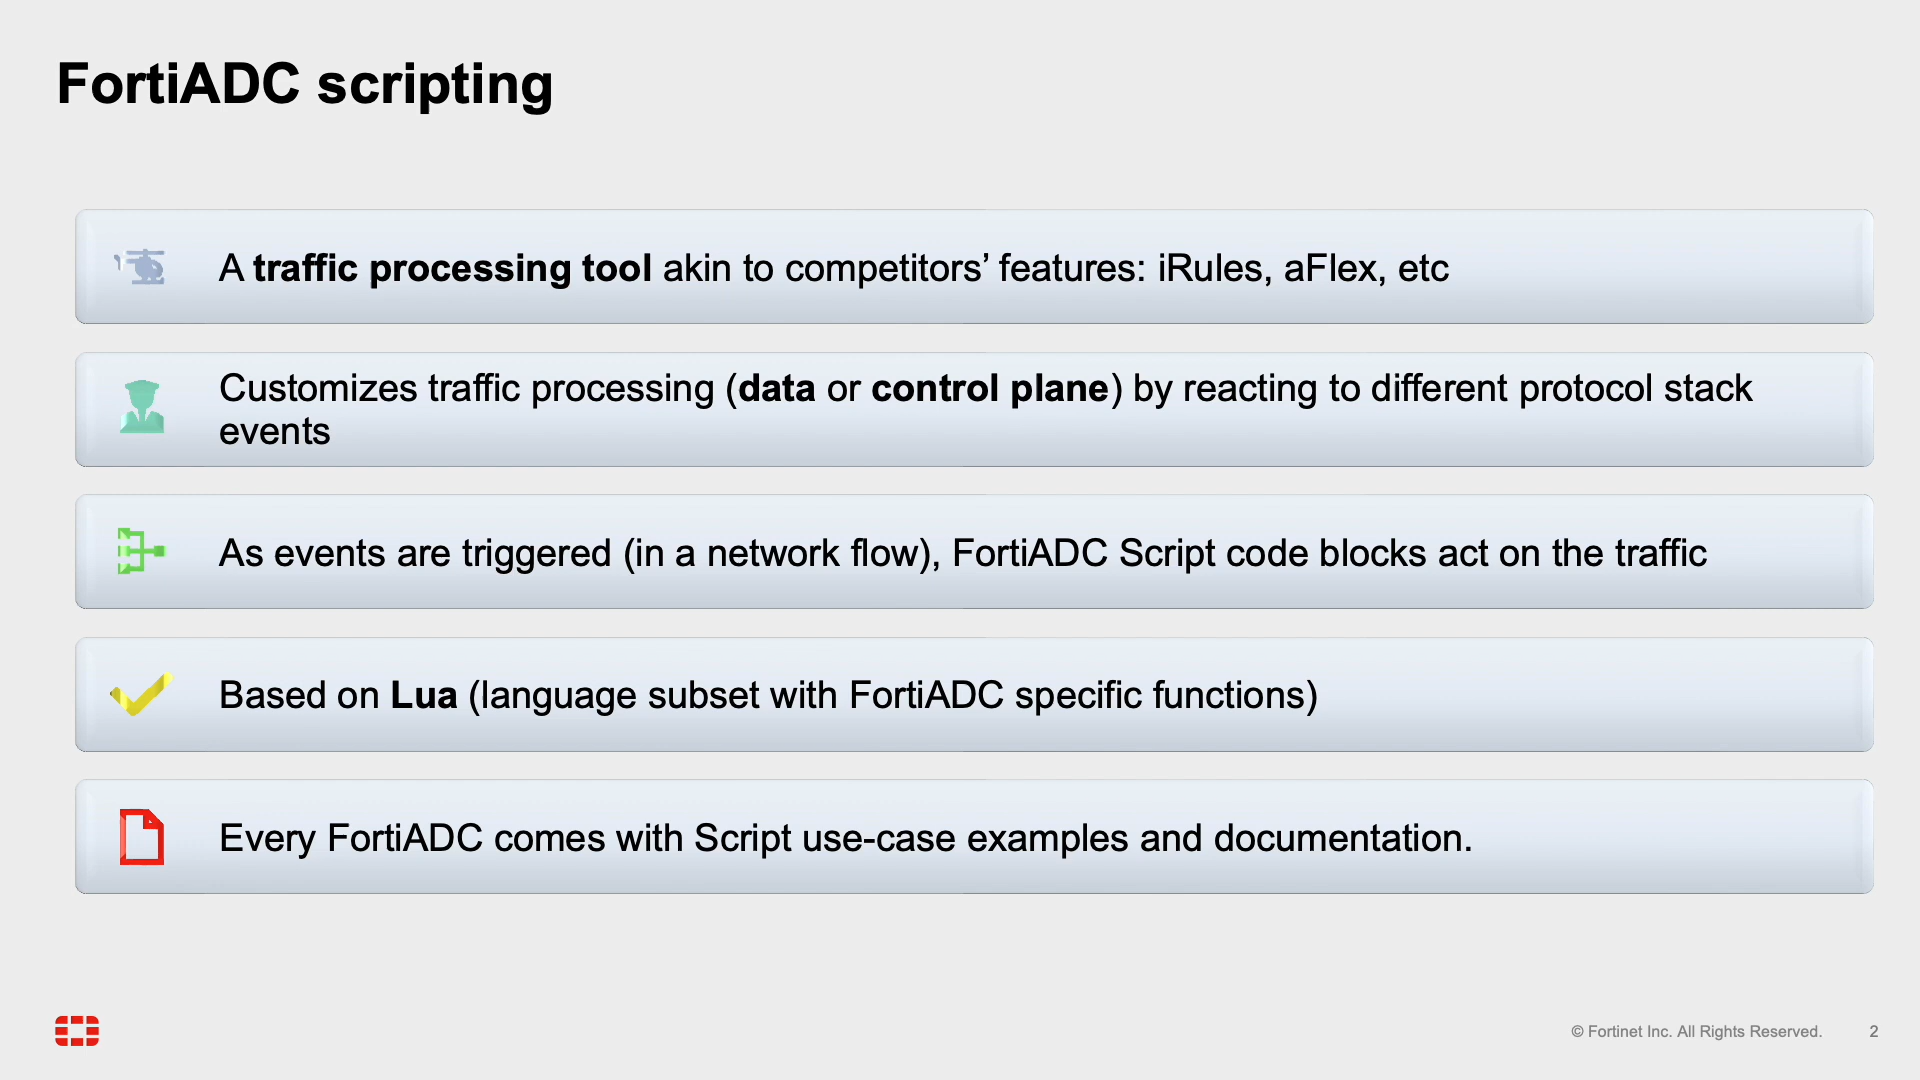 FortiADC scripting
A traffic processing tool akin to competitors’ features: iRules, aFlex, etc
Customizes traffic processing (data or control plane) by reacting to different protocol stack
events
As events are triggered (in a network flow), FortiADC Script code blocks act on the traffic
Based on Lua (language subset with FortiADC specific functions)
Every FortiADC comes with Script use-case examples and documentation.
© Fortinet Inc. All Rights Reserved. 2